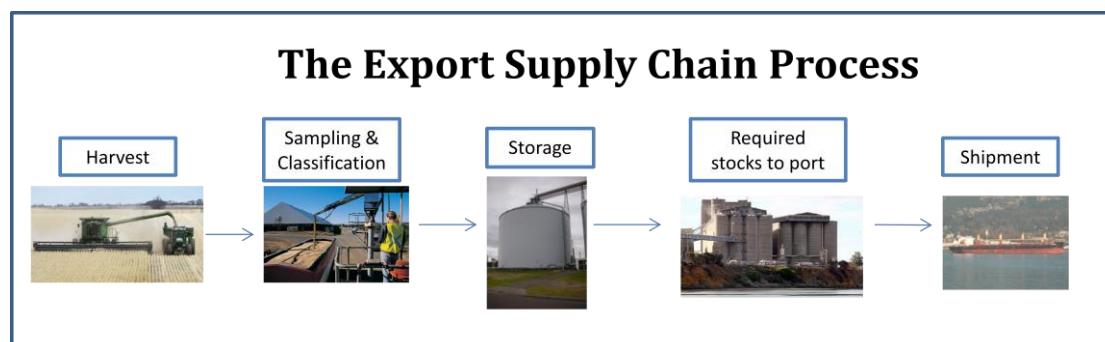 The Export Supply Chain Process
Harvest
Sampling &
Classification
Storage
Required
stocks to port
Shipment